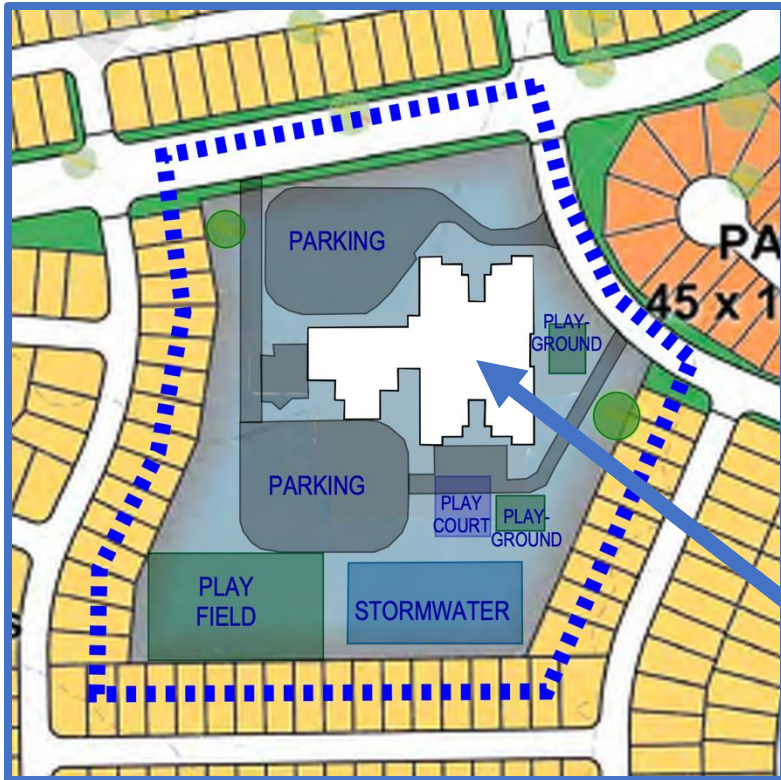 PARKING
PA
45 x 1
PLAY-
GROUND
PARKING
PLAY
COURT
PLAY-
GROUND
PLAY
FIELD
STORMWATER
s